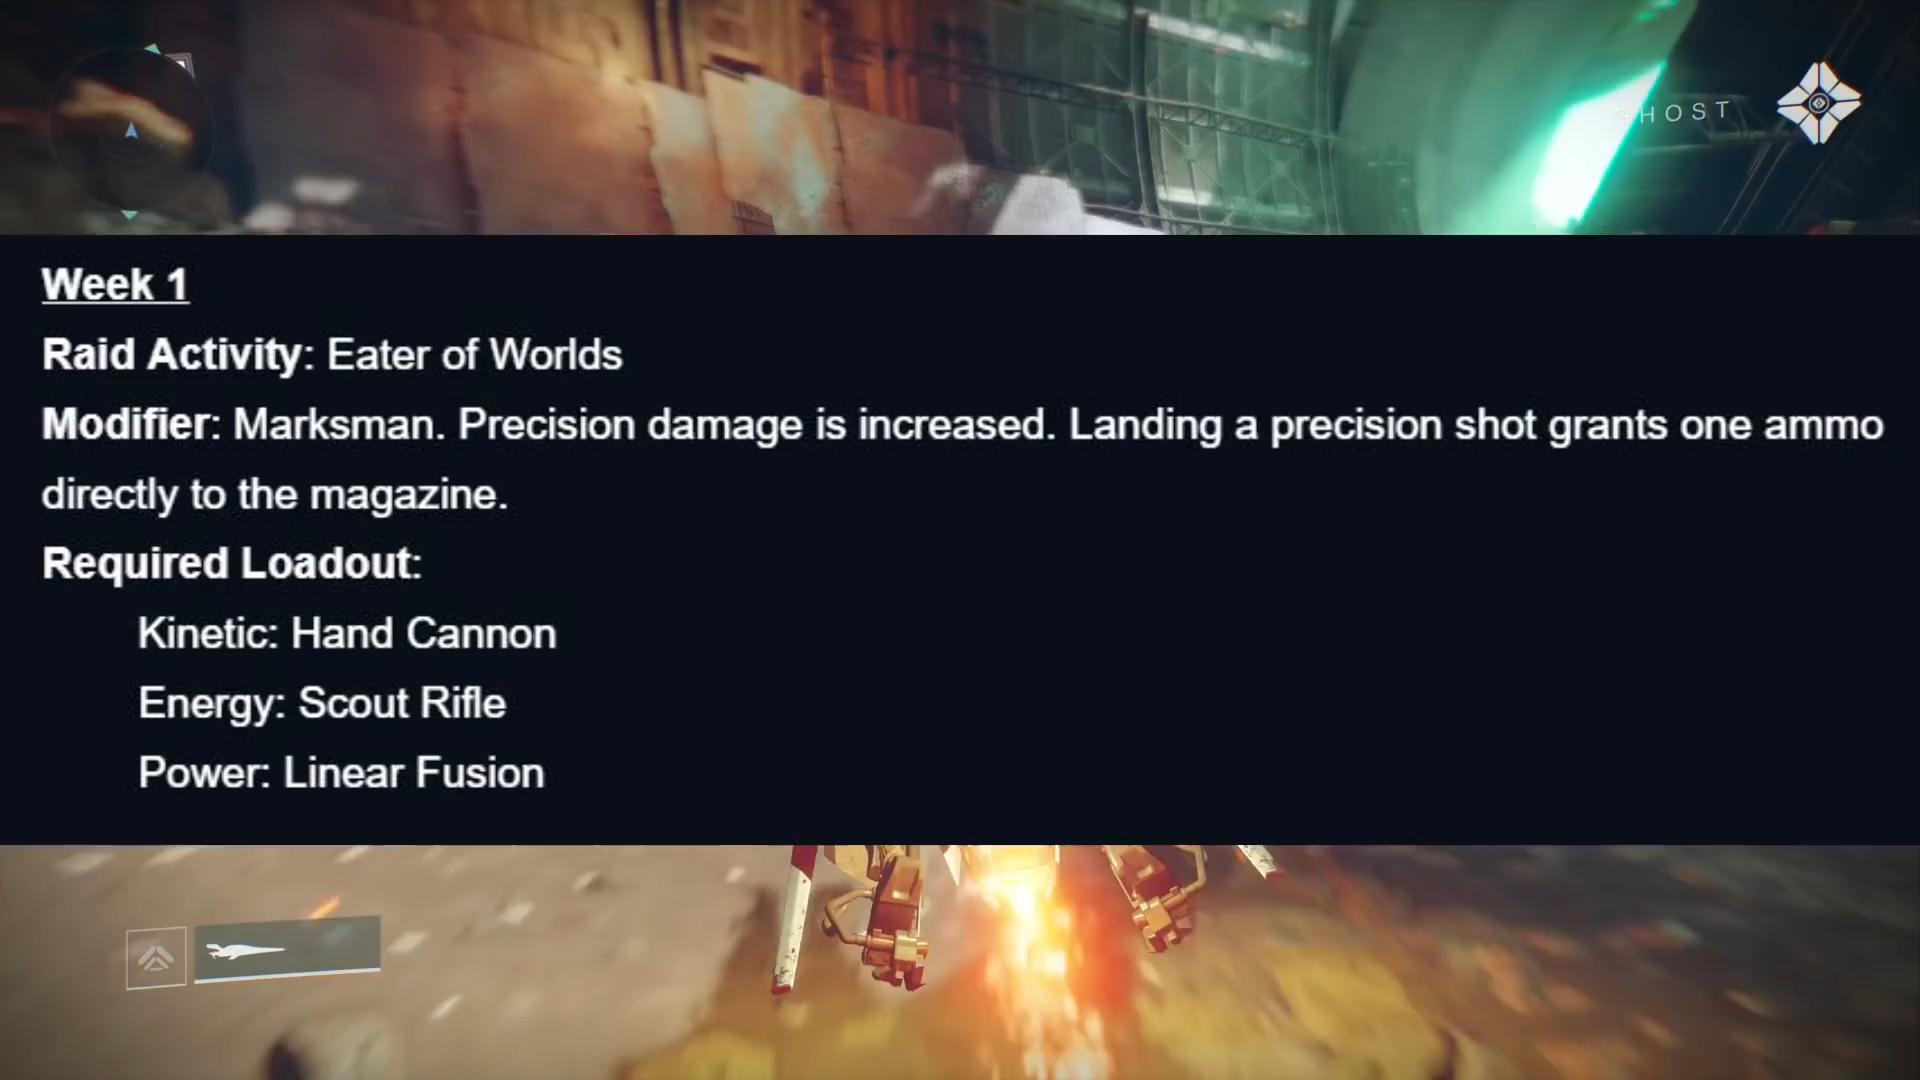 GHOST
Week 1
Raid Activity: Eater of Worlds
Modifier: Marksman. Precision damage is increased. Landing a precision shot grants one ammo
directly to the magazine.
Required Loadout:
Kinetic: Hand Cannon
Energy: Scout Rifle
Power: Linear Fusion